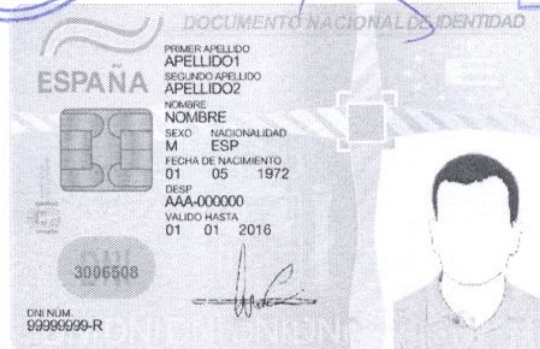 DOCUMENTO NACIONAL DE IDENTIDAD
ESPAÑA
PRIMER APELLIDO
APELLIDO1
SEGUNDO APELLIDO
APELLIDO2
NOMBRE
NOMBRE
SEXO NACIONALIDAD
M ESP
FECHA DE NACIMIENTO
01 05 1972
DESP
AAA-000000
VALIDO HASTA
01 01 2016
3006508
DNI NÚM.
99999999-R